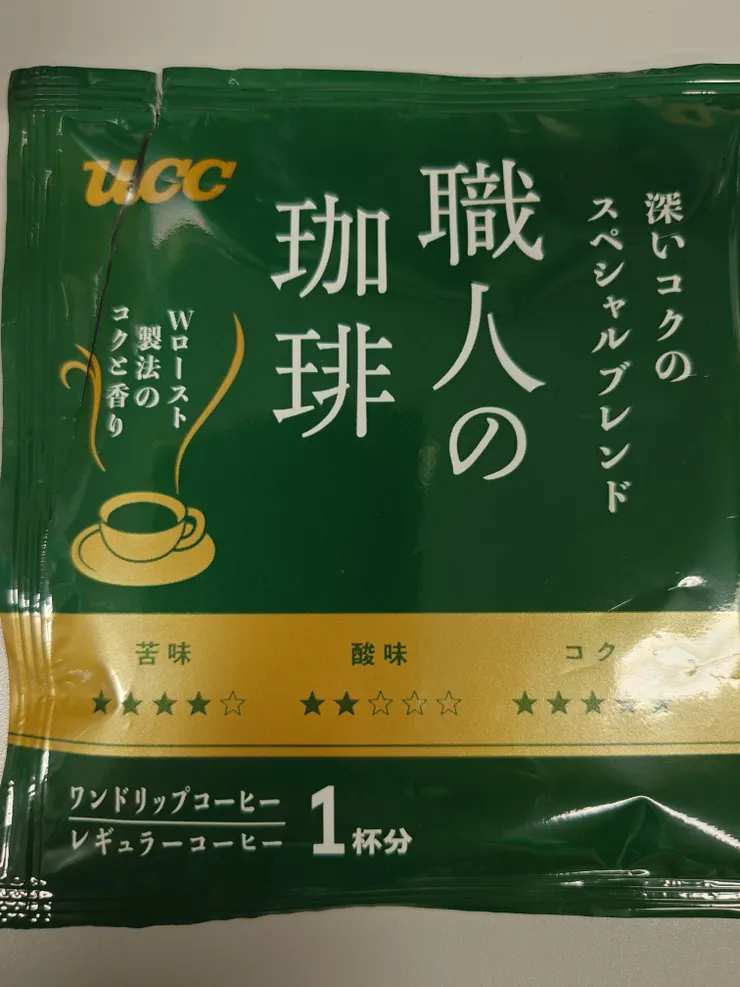 UCC
深いコクの
スペシャルブレンド
職人の
珈琲
Wロースト
製法の
コクと香り
苦味 酸味 コク
★★★★☆ ★★☆☆☆ ★★★★★
ワンドリップコーヒー
レギュラーコーヒー
1杯分